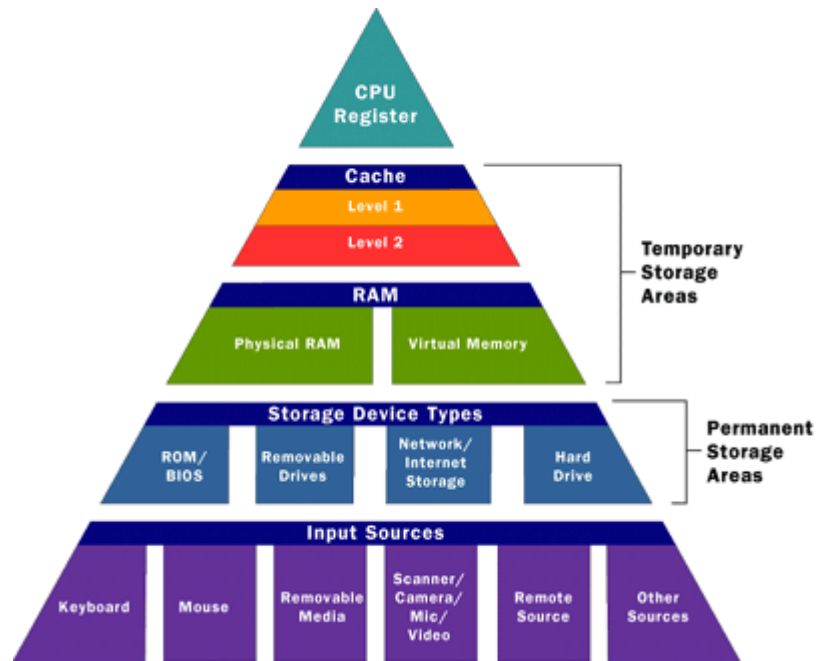 CPU
Register
Cache
Level 1
Level 2
Temporary
Storage
Areas
RAM
Physical RAM
Virtual Memory
Storage Device Types
ROM/
BIOS
Removable
Drives
Network/
Internet
Storage
Hard
Drive
Permanent
Storage
Areas
Input Sources
Keyboard
Mouse
Removable
Media
Scanner/
Camera/
Mic/
Video
Remote
Source
Other
Sources